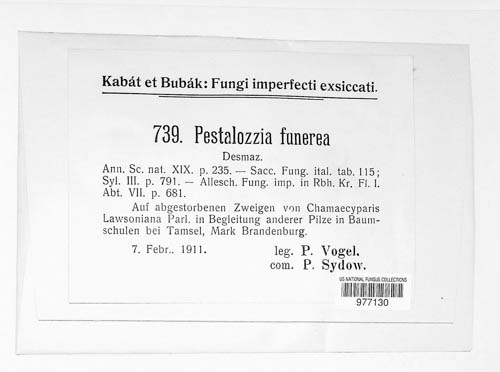 Kabát et Bubák: Fungi imperfecti exsiccati.
739. Pestalozzia funerea
Desmaz.
Ann. Sc. nat. XIX. p. 235. — Sacc. Fung. ital. tab. 115;
Syl. III. p. 791. — Allesch. Fung. imp. in Rbh. Kr. Fl. I.
Abt. VII. p. 681.
Auf abgestorbenen Zweigen von Chamaecyparis
Lawsoniana Parl. in Begleitung anderer Pilze in Baum-
schulen bei Tamsel, Mark Brandenburg.
7. Febr.. 1911. leg. P. Vogel.
com. P. Sydow.
US NATIONAL FUNGUS COLLECTIONS
977130